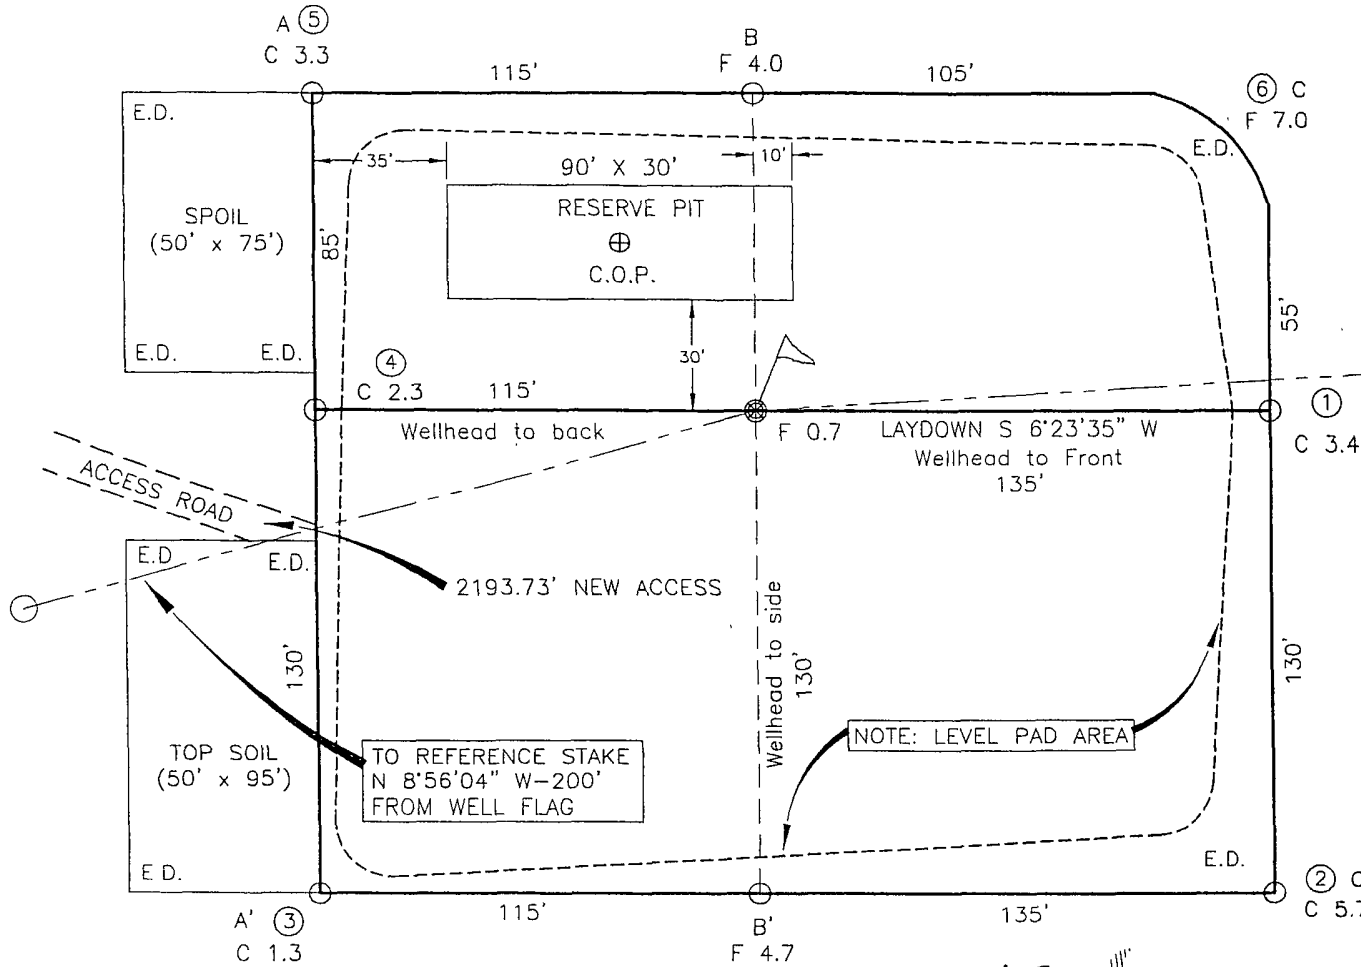 A ⑤
C 3.3
B
F 4.0
⑥ C
F 7.0
115'
105'
E.D.
E.D.
35'
90' X 30'
10'
RESERVE PIT
C.O.P.
SPOIL
(50' x 75')
85'
55'
E.D.
E.D.
30'
④
C 2.3
115'
Wellhead to back
F 0.7
LAYDOWN S 6°23'35" W
Wellhead to Front
135'
①
C 3.4
ACCESS ROAD
E.D
E.D.
2193.73' NEW ACCESS
130'
Wellhead to side
130'
130'
TOP SOIL
(50' x 95')
TO REFERENCE STAKE
N 8°56'04" W-200'
FROM WELL FLAG
NOTE: LEVEL PAD AREA
E.D.
E.D.
A' ③
C 1.3
115'
B'
F 4.7
135'
②
C 5.7